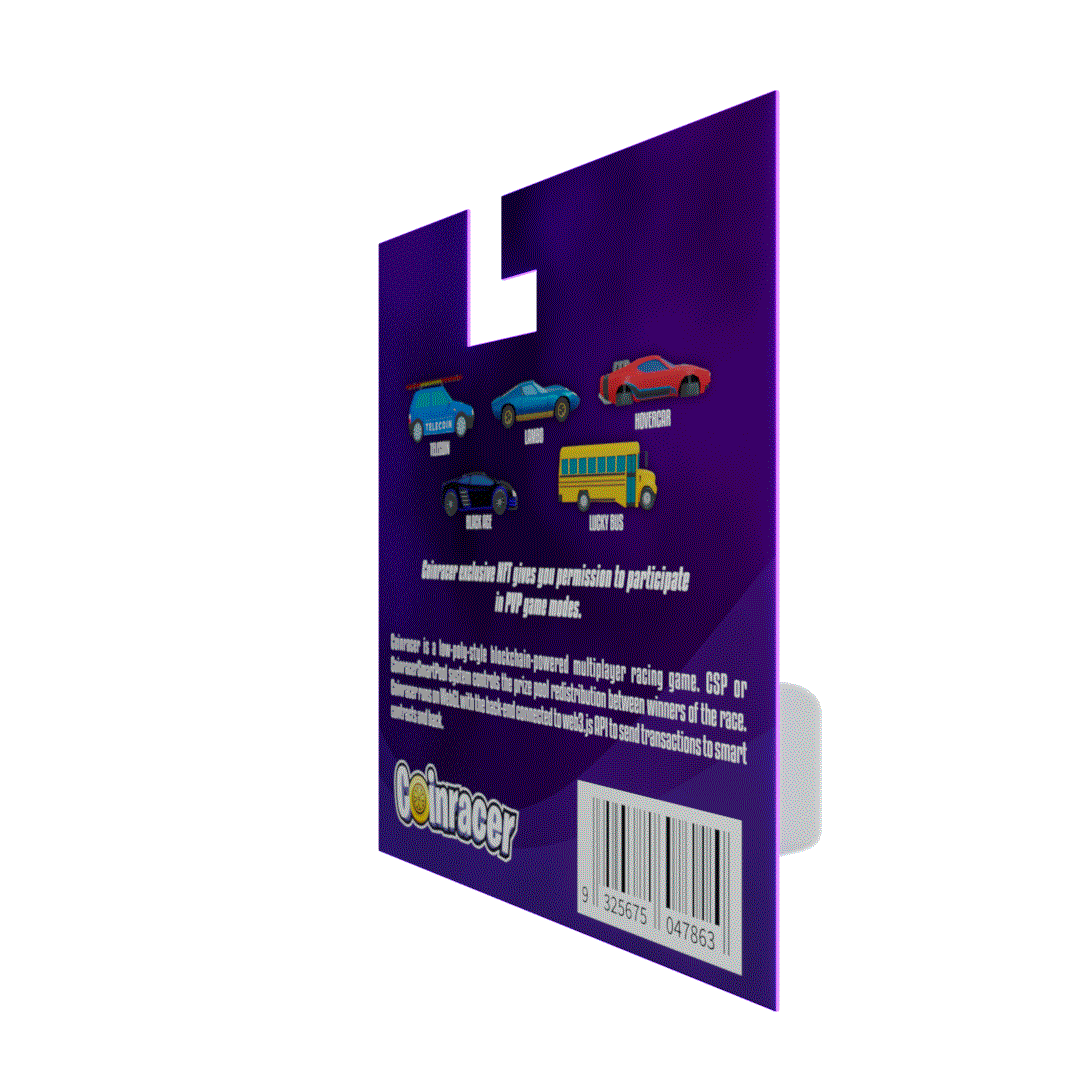 TELECOIN
TELECOIN
LAMBO
HOVERCAR
BLACK ICE
LUCKY BUS
Coinracer exclusive NFT gives you permission to participate
in PVP game modes.
Coinracer is a low-poly-style blockchain-powered multiplayer racing game. CSP or
CoinracerSmartPool system controls the prize pool redistribution between winners of the race.
Coinracer runs on WebGL with the back-end connected to web3.js API to send transactions to smart
contracts and back.
Coinracer
9 325675 047863